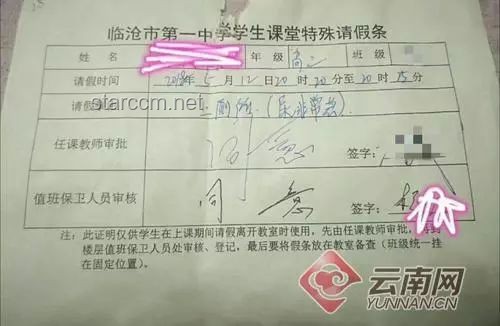 临沧市第一中学学生课堂特殊请假条
姓名 年级 高二 班级
请假时间 2018年5月12日20时20分至20时25分
请假
starccm.net
上厕所(尿非常急)
任课教师审批 同意 签字:
值班保卫人员审核 同意 签字:
注:此证明仅供学生在上课期间请假离开教室时使用,先由任课教师审批,再到
楼层值班保卫人员处审核、登记,最后要将假条放在教室备查(班级统一挂
在固定位置)。
云南网
YUNNAN.CN